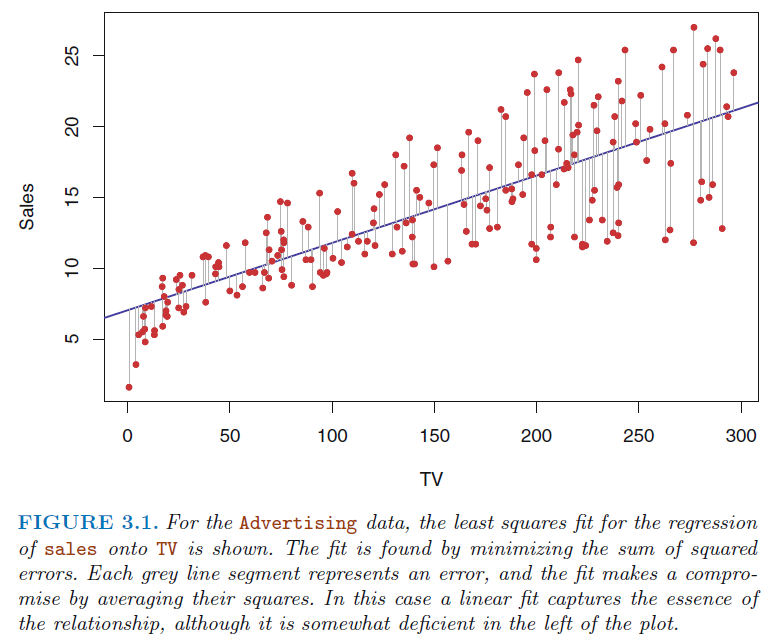 25
20
15
10
5
Sales
0 50 100 150 200 250 300
TV
FIGURE 3.1. For the Advertising data, the least squares fit for the regression
of sales onto TV is shown. The fit is found by minimizing the sum of squared
errors. Each grey line segment represents an error, and the fit makes a compro-
mise by averaging their squares. In this case a linear fit captures the essence of
the relationship, although it is somewhat deficient in the left of the plot.